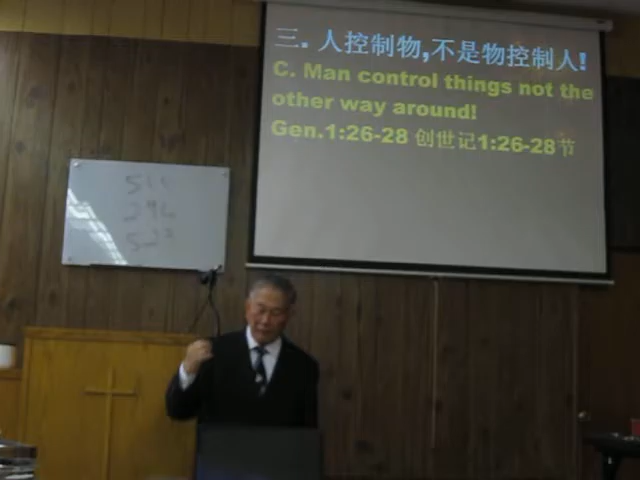 三. 人控制物,不是物控制人!
C. Man control things not the
other way around!
Gen.1:26-28 创世记1:26-28节